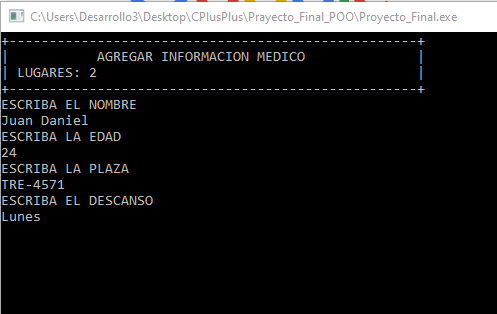 C:\Users\Desarrollo3\Desktop\CPlusPlus\Prayecto_Final_POO\Proyecto_Final.exe
+---------------------------------------------------+
| AGREGAR INFORMACION MEDICO |
| LUGARES: 2 |
+---------------------------------------------------+
ESCRIBA EL NOMBRE
Juan Daniel
ESCRIBA LA EDAD
24
ESCRIBA LA PLAZA
TRE-4571
ESCRIBA EL DESCANSO
Lunes